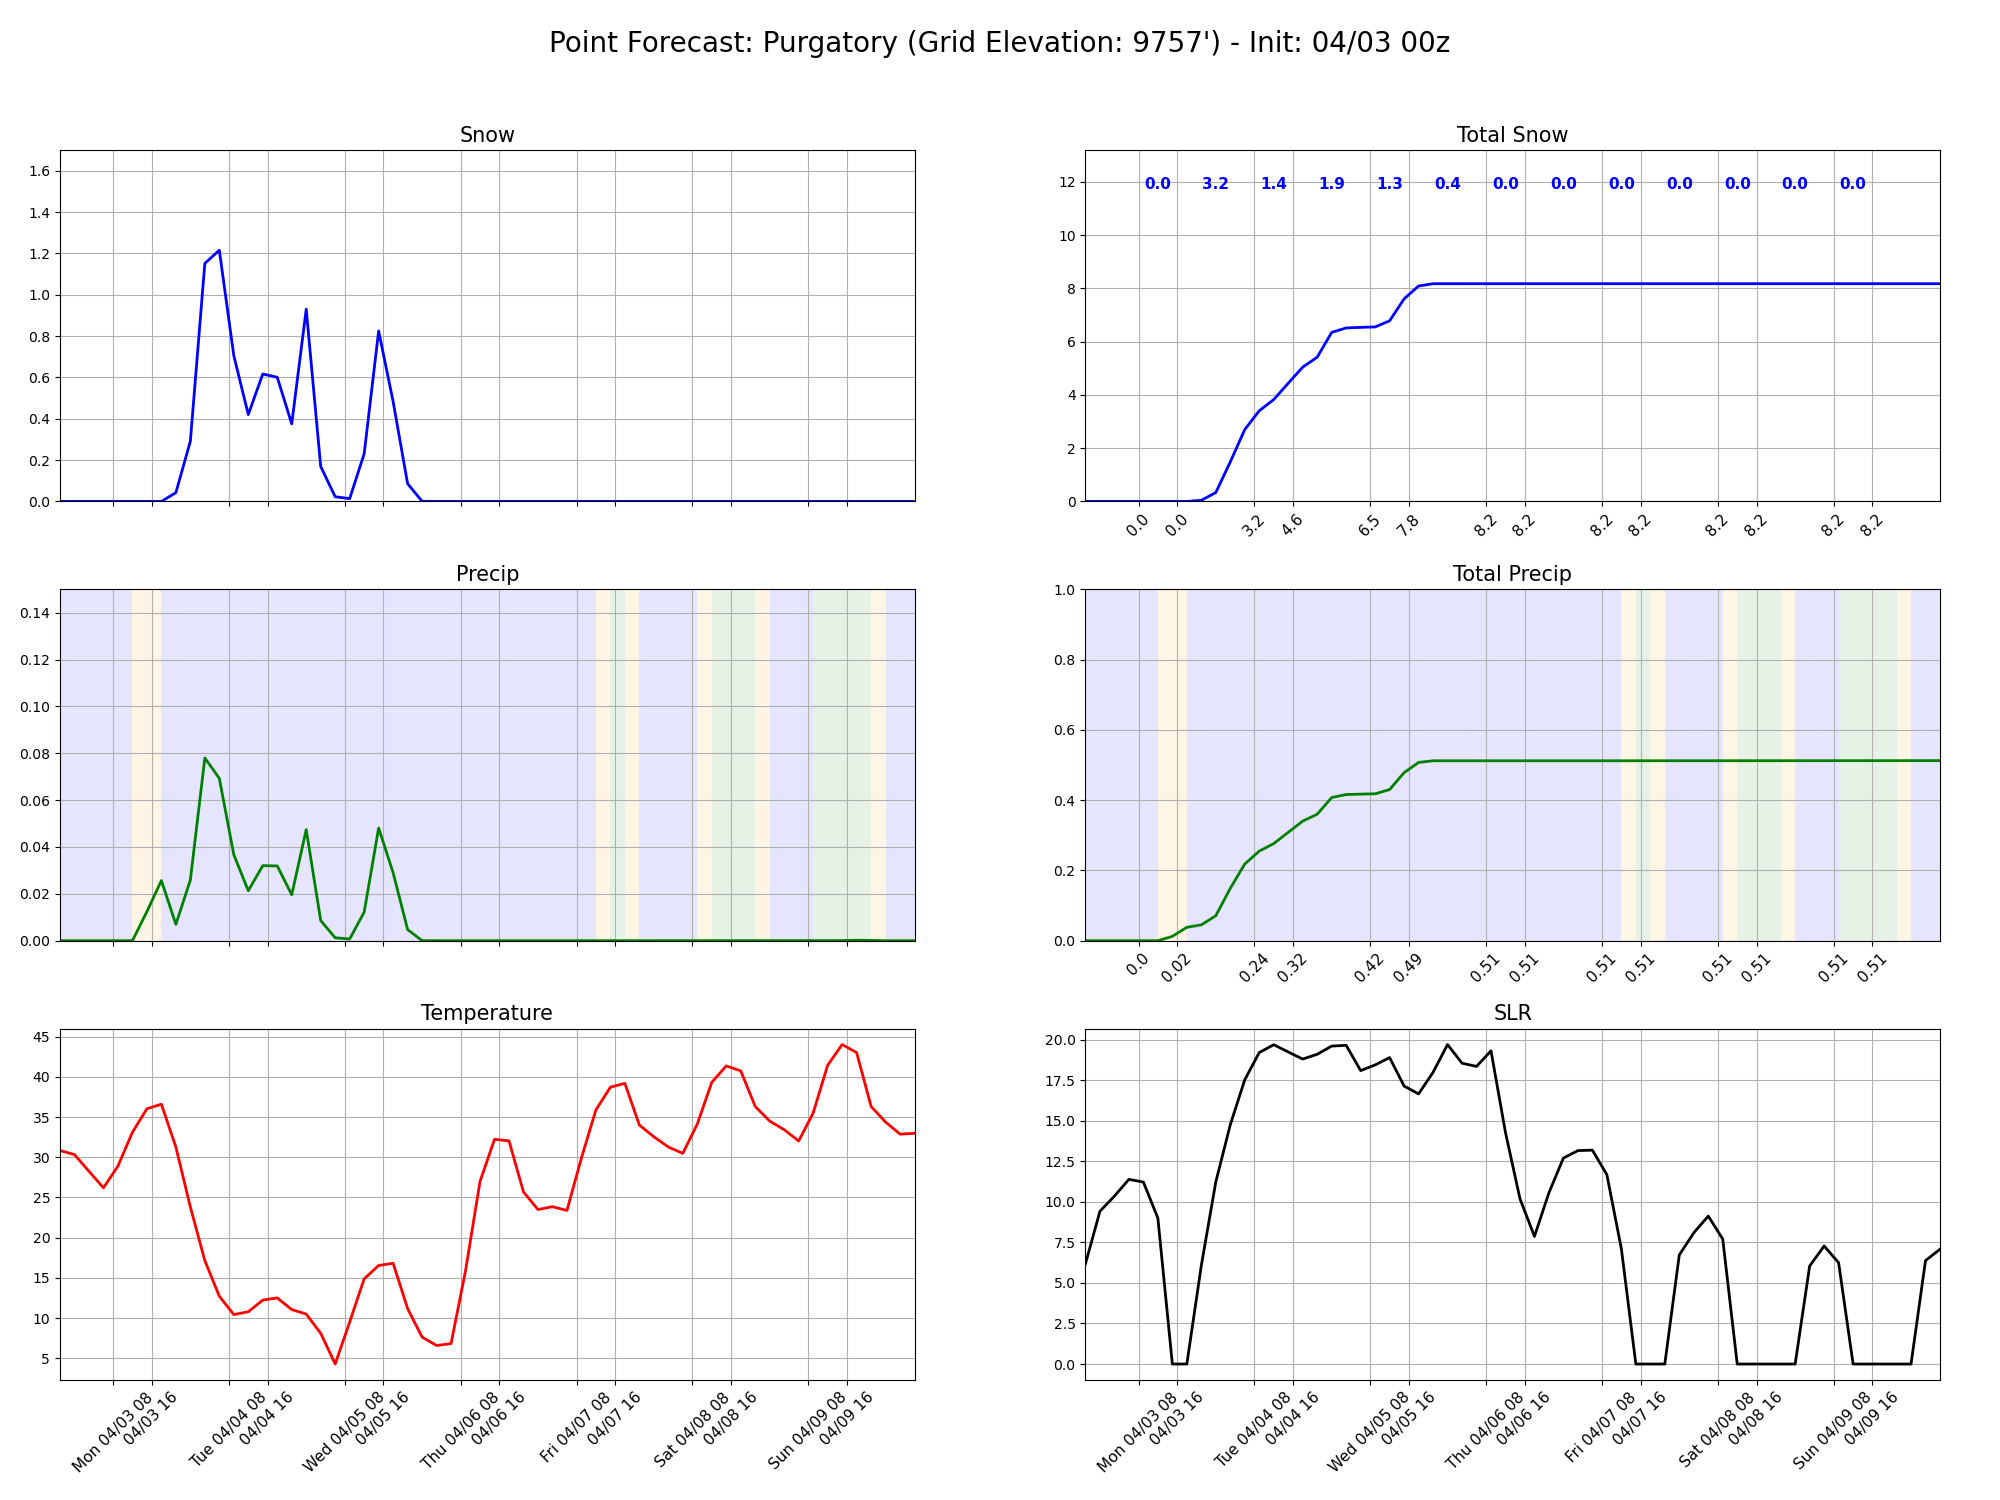 Point Forecast: Purgatory (Grid Elevation: 9757') - Init: 04/03 00z
Snow
1.6
1.4
1.2
1.0
0.8
0.6
0.4
0.2
0.0
Total Snow
0.0 3.2 1.4 1.9 1.3 0.4 0.0 0.0 0.0 0.0 0.0 0.0 0.0
12
10
8
6
4
2
0
0.0 0.0 3.2 4.6 6.5 7.8 8.2 8.2 8.2 8.2 8.2 8.2 8.2 8.2
Precip
0.14
0.12
0.10
0.08
0.06
0.04
0.02
0.00
Total Precip
1.0
0.8
0.6
0.4
0.2
0.0
0.0 0.02 0.24 0.32 0.42 0.49 0.51 0.51 0.51 0.51 0.51 0.51 0.51 0.51
Temperature
45
40
35
30
25
20
15
10
5
Mon 04/03 08
04/03 16
Tue 04/04 08
04/04 16
Wed 04/05 08
04/05 16
Thu 04/06 08
04/06 16
Fri 04/07 08
04/07 16
Sat 04/08 08
04/08 16
Sun 04/09 08
04/09 16
SLR
20.0
17.5
15.0
12.5
10.0
7.5
5.0
2.5
0.0
Mon 04/03 08
04/03 16
Tue 04/04 08
04/04 16
Wed 04/05 08
04/05 16
Thu 04/06 08
04/06 16
Fri 04/07 08
04/07 16
Sat 04/08 08
04/08 16
Sun 04/09 08
04/09 16